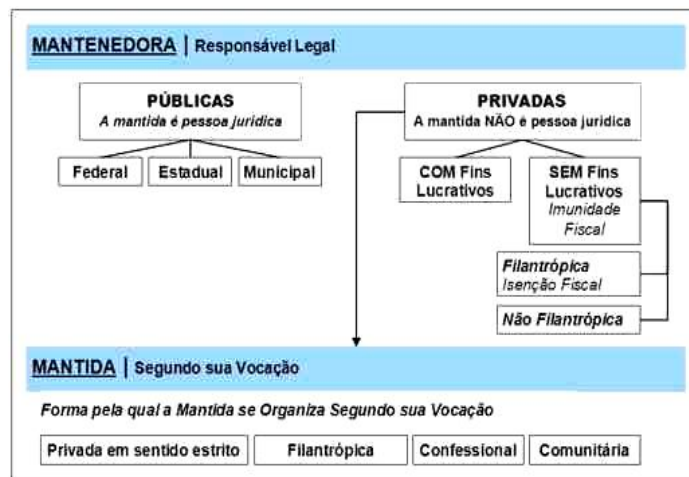 MANTENEDORA | Responsável Legal
PÚBLICAS
A mantida é pessoa jurídica
PRIVADAS
A mantida NÃO é pessoa jurídica
Federal
Estadual
Municipal
COM Fins
Lucrativos
SEM Fins
Lucrativos
Imunidade
Fiscal
Filantrópica
Isenção Fiscal
Não Filantrópica
MANTIDA | Segundo sua Vocação
Forma pela qual a Mantida se Organiza Segundo sua Vocação
Privada em sentido estrito
Filantrópica
Confessional
Comunitária